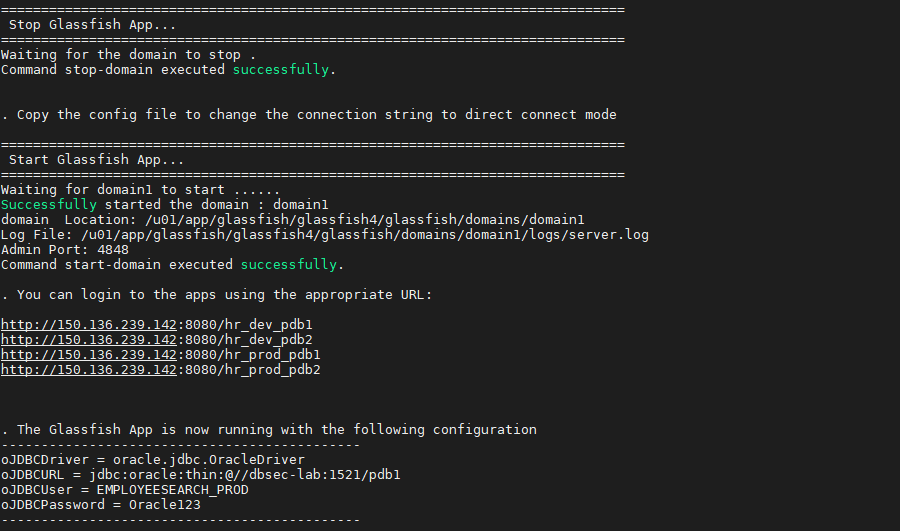 ==============================================================================
Stop Glassfish App...
==============================================================================
Waiting for the domain to stop .
Command stop-domain executed successfully.
. Copy the config file to change the connection string to direct connect mode
==============================================================================
Start Glassfish App...
==============================================================================
Waiting for domain1 to start ......
Successfully started the domain : domain1
domain  Location: /u01/app/glassfish/glassfish4/glassfish/domains/domain1
Log File: /u01/app/glassfish/glassfish4/glassfish/domains/domain1/logs/server.log
Admin Port: 4848
Command start-domain executed successfully.
. You can login to the apps using the appropriate URL:
http://150.136.239.142:8080/hr_dev_pdb1
http://150.136.239.142:8080/hr_dev_pdb2
http://150.136.239.142:8080/hr_prod_pdb1
http://150.136.239.142:8080/hr_prod_pdb2
. The Glassfish App is now running with the following configuration
---------------------------------------------
oJDBCDriver = oracle.jdbc.OracleDriver
oJDBCURL = jdbc:oracle:thin:@//dbsec-lab:1521/pdb1
oJDBCUser = EMPLOYEESEARCH_PROD
oJDBCPassword = Oracle123
---------------------------------------------